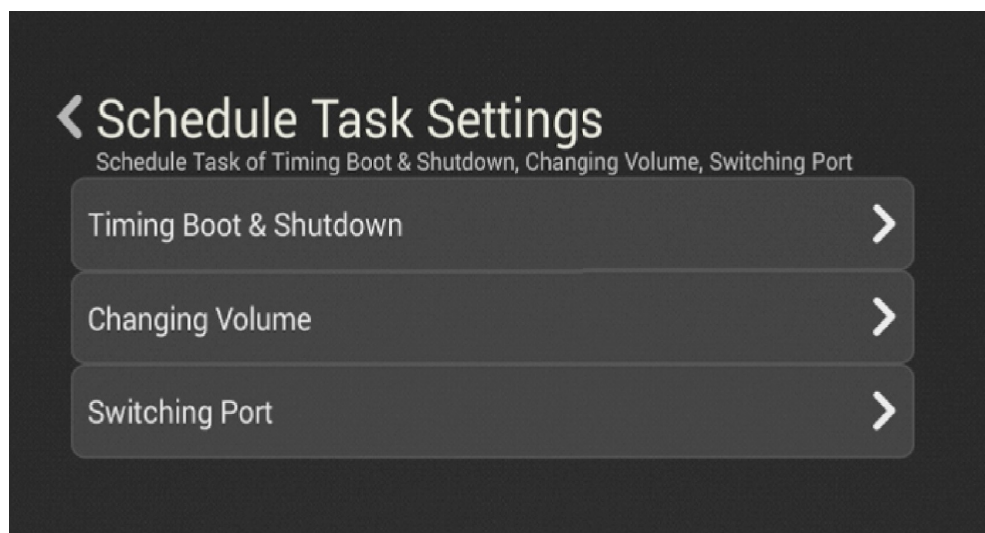 Schedule Task Settings
Schedule Task of Timing Boot & Shutdown, Changing Volume, Switching Port
Timing Boot & Shutdown
Changing Volume
Switching Port